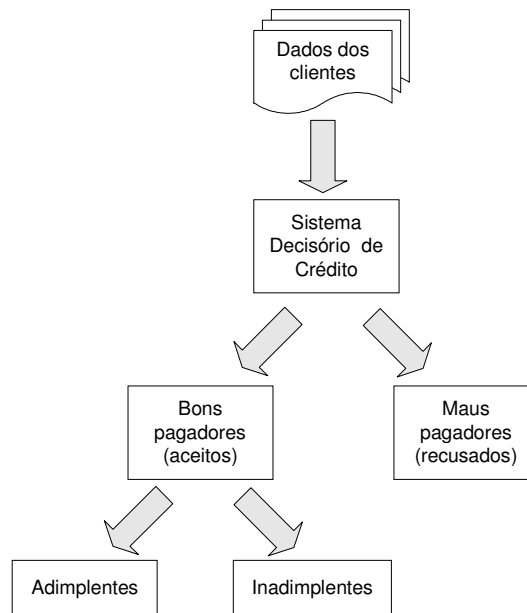 Dados dos
clientes
Sistema
Decisório de
Crédito
Bons
pagadores
(aceitos)
Maus
pagadores
(recusados)
Adimplentes
Inadimplentes